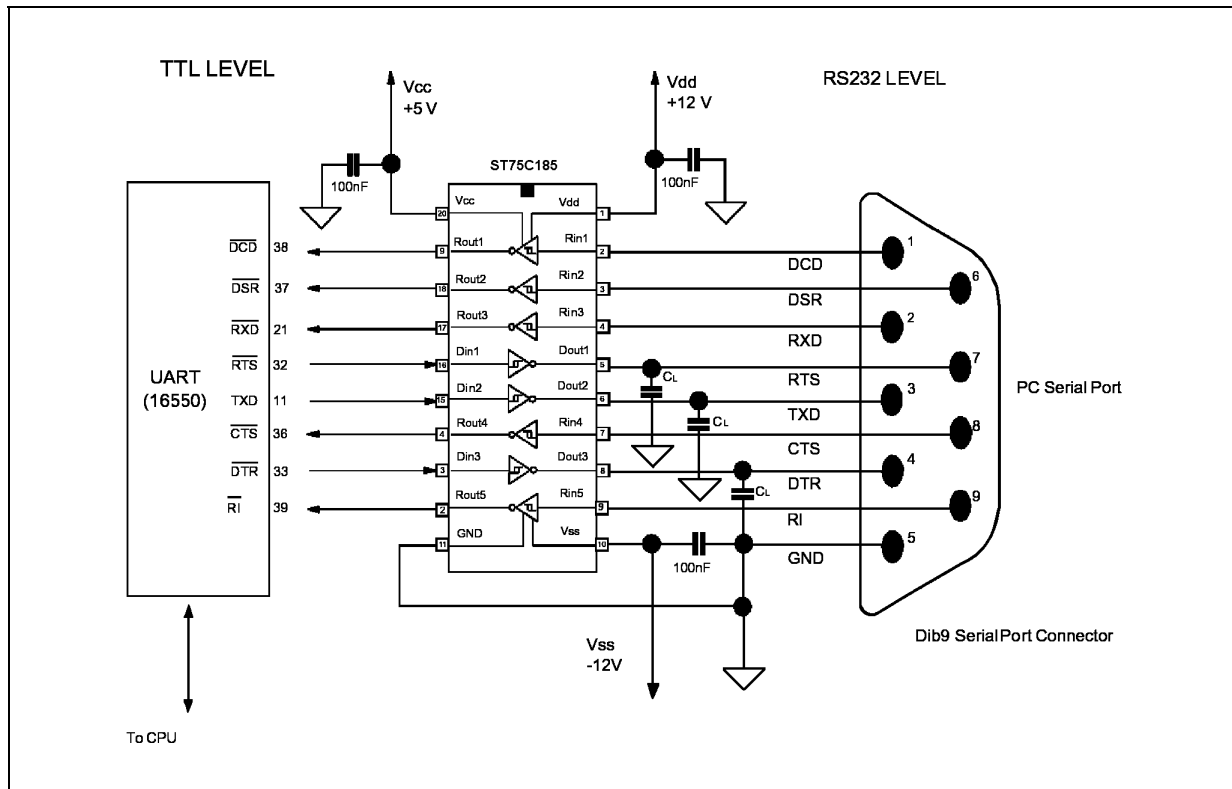 TTL LEVEL
RS232 LEVEL
Vcc
+5 V
Vdd
+12 V
100nF
ST75C185
100nF
Vcc
Vdd
20
1
DCD 38
9
Rout1
Rin1
2
DCD
1
DSR 37
18
Rout2
Rin2
3
DSR
6
RXD 21
17
Rout3
Rin3
4
RXD
2
RTS 32
16
Din1
Dout1
5
CL
RTS
7
UART
(16550)
TXD 11
15
Din2
Dout2
6
CL
TXD
3
PC Serial Port
CTS 36
4
Rout4
Rin4
7
CTS
8
DTR 33
3
Din3
Dout3
8
CL
DTR
4
RI 39
2
Rout5
Rin5
9
RI
9
11
GND
Vss
10
100nF
GND
5
Vss
-12V
Dib9 SerialPort Connector
To CPU